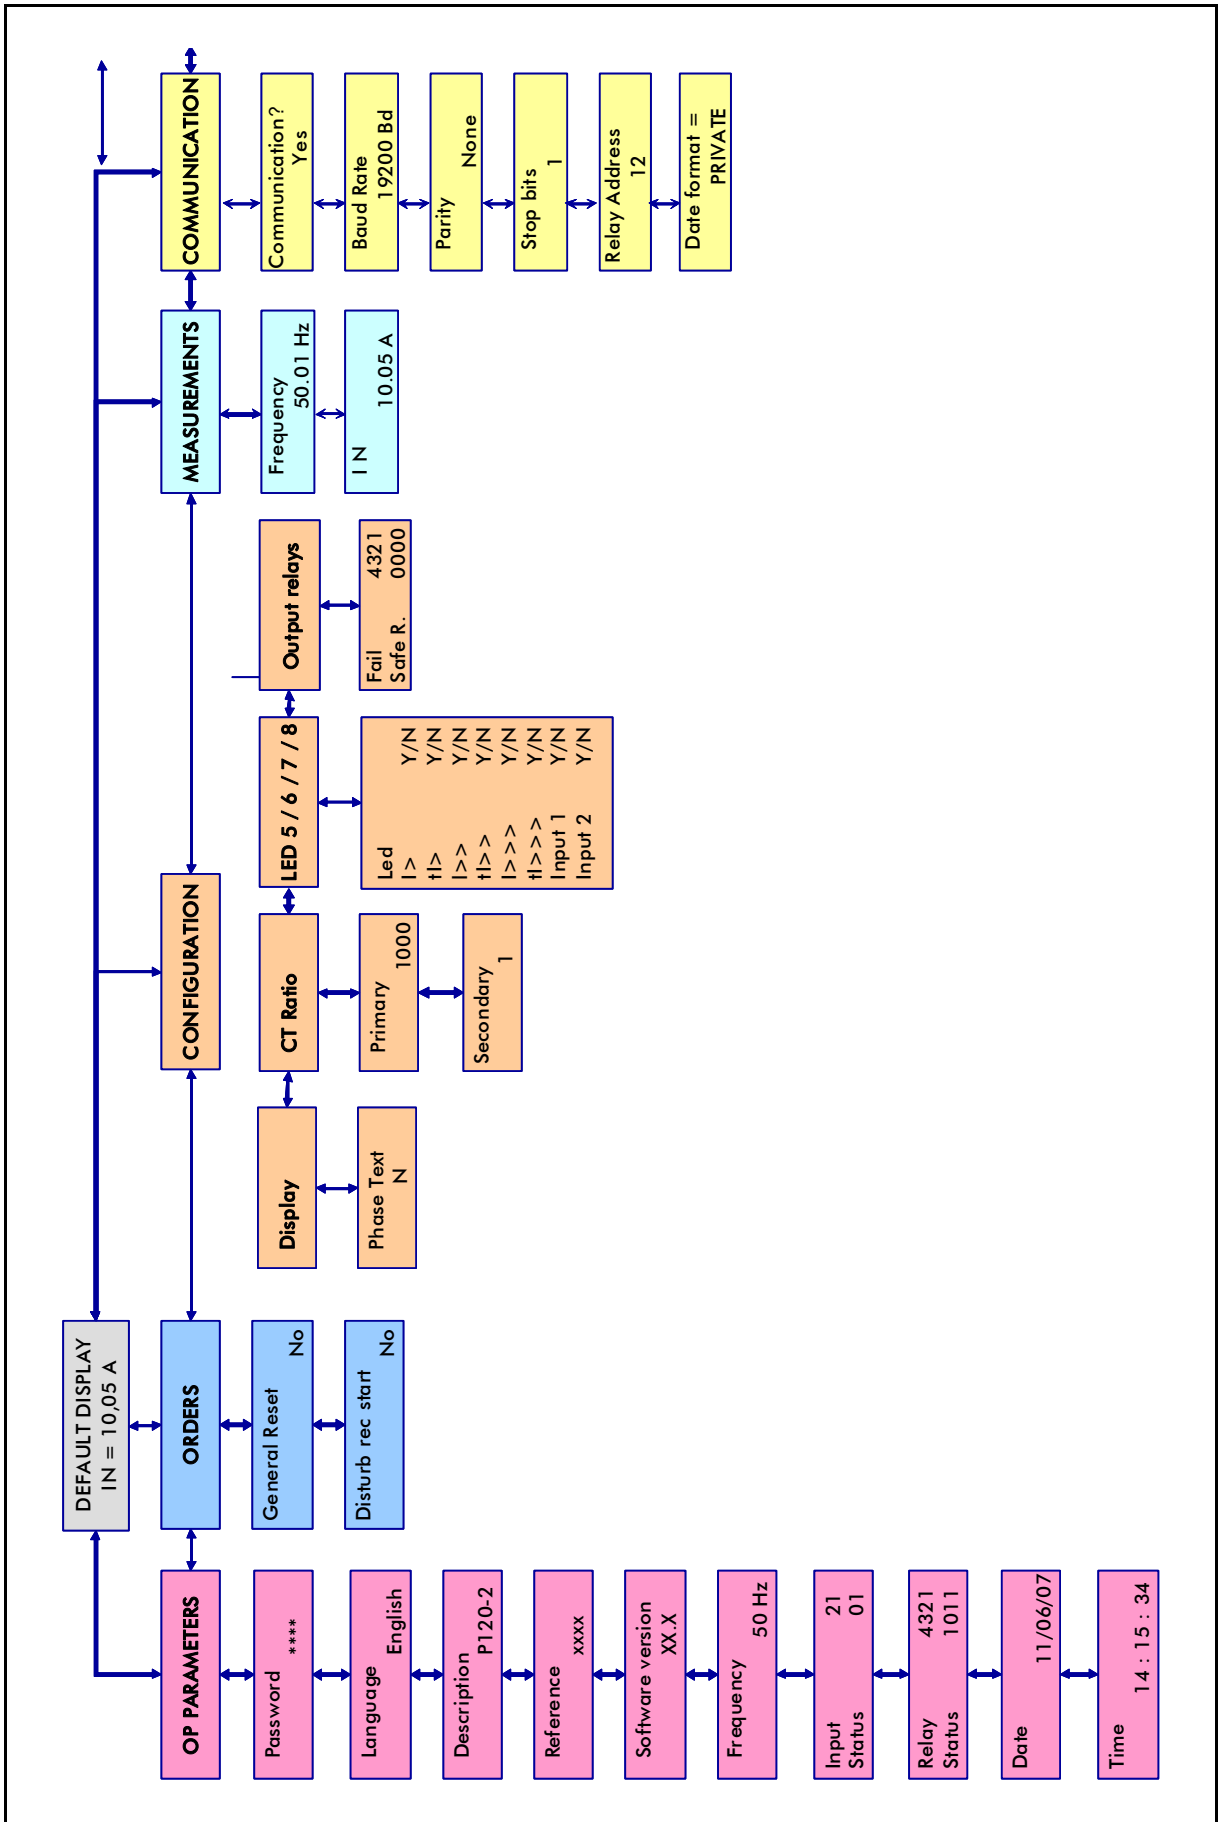 DEFAULT DISPLAY
IN = 10,05 A
OP PARAMETERS
Password
****
Language
English
Description
P120-2
Reference
xxxx
Software version
XX.X
Frequency
50 Hz
Input 21
Status 01
Relay 4321
Status 1011
Date
11/06/07
Time
14 : 15 : 34
ORDERS
General Reset
No
Disturb rec start
No
CONFIGURATION
Display
Phase Text
N
CT Ratio
Primary
1000
Secondary
1
LED 5 / 6 / 7 / 8
Led
I> Y/N
tI> Y/N
I>> Y/N
tI>> Y/N
I>>> Y/N
tI>>> Y/N
Input 1 Y/N
Input 2 Y/N
Output relays
Fail 4321
Safe R. 0000
MEASUREMENTS
Frequency
50.01 Hz
I N
10.05 A
COMMUNICATION
Communication?
Yes
Baud Rate
19200 Bd
Parity
None
Stop bits
1
Relay Address
12
Date format =
PRIVATE